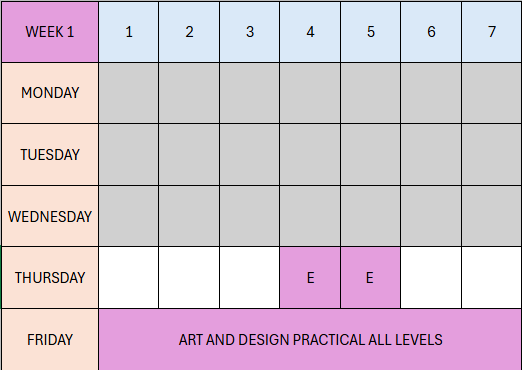 WEEK 1 1 2 3 4 5 6 7
MONDAY
TUESDAY
WEDNESDAY
THURSDAY E E
FRIDAY ART AND DESIGN PRACTICAL ALL LEVELS